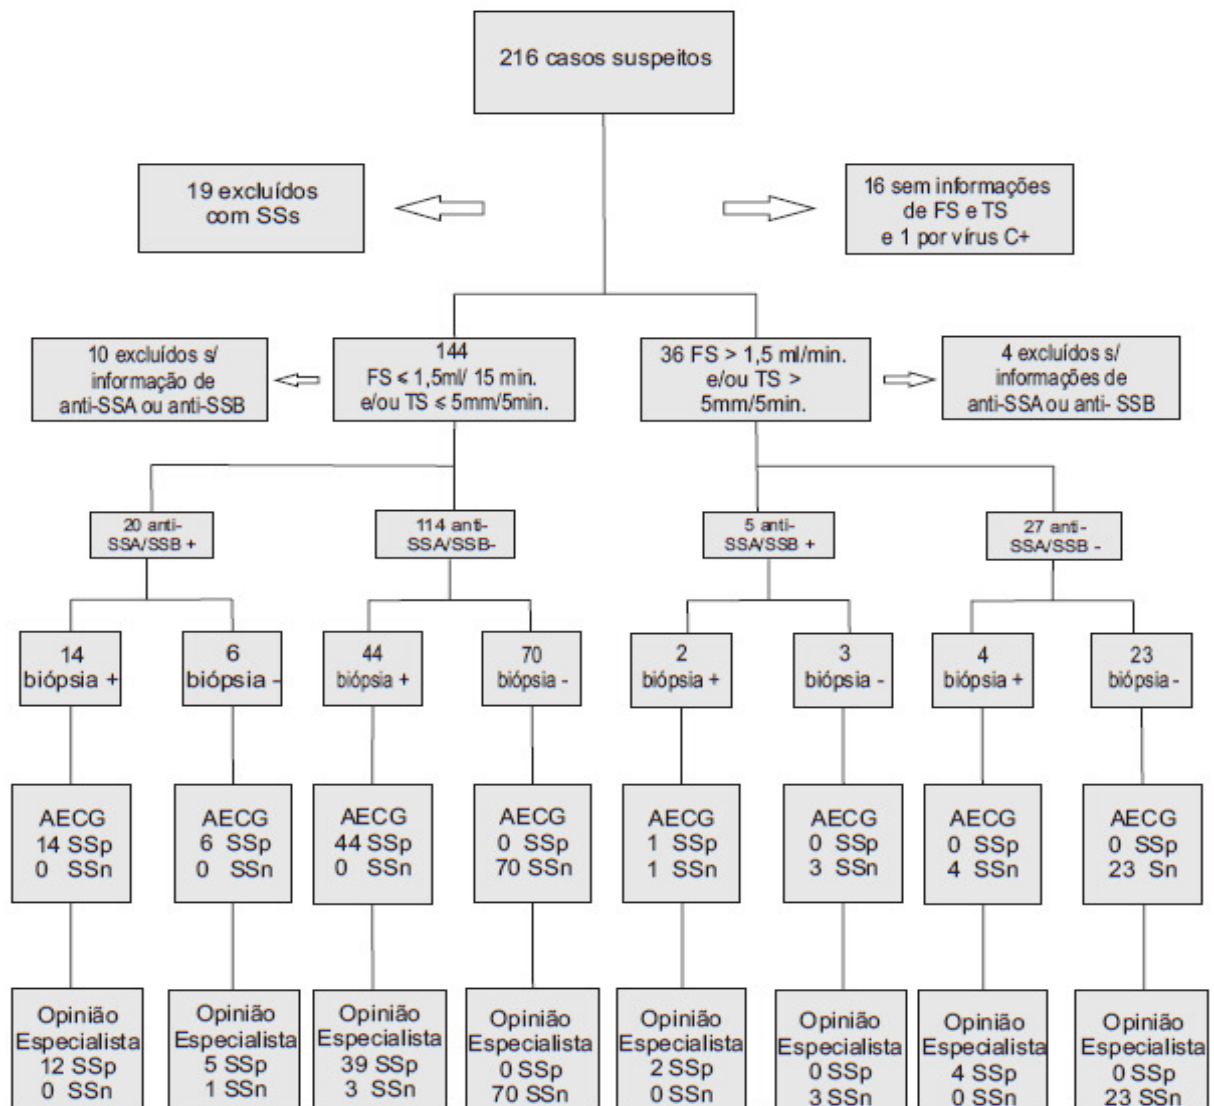 216 casos suspeitos
19 excluídos
com SSs
16 sem informações
de FS e TS
e 1 por vírus C+
10 excluídos s/
informação de
anti-SSA ou anti-SSB
144
FS ⩽ 1,5ml/ 15 min.
e/ou TS ⩽ 5mm/5min.
36 FS > 1,5 ml/min.
e/ou TS >
5mm/5min.
4 excluídos s/
informações de
anti-SSA ou anti- SSB
20 anti-
SSA/SSB +
114 anti-
SSA/SSB-
5 anti-
SSA/SSB +
27 anti-
SSA/SSB -
14
biópsia +
6
biópsia -
44
biópsia +
70
biópsia -
2
biópsia +
3
biópsia -
4
biópsia +
23
biópsia -
AECG
14 SSp
0 SSn
AECG
6 SSp
0 SSn
AECG
44 SSp
0 SSn
AECG
0 SSp
70 SSn
AECG
1 SSp
1 SSn
AECG
0 SSp
3 SSn
AECG
0 SSp
4 SSn
AECG
0 SSp
23 Sn
Opinião
Especialista
12 SSp
0 SSn
Opinião
Especialista
5 SSp
1 SSn
Opinião
Especialista
39 SSp
3 SSn
Opinião
Especialista
0 SSp
70 SSn
Opinião
Especialista
2 SSp
0 SSn
Opinião
Especialista
0 SSp
3 SSn
Opinião
Especialista
4 SSp
0 SSn
Opinião
Especialista
0 SSp
23 SSn